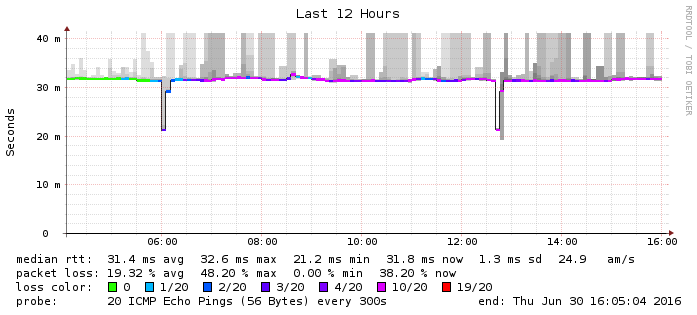 Last 12 Hours
RRDTOOL / TOBI OETIKER
Seconds
40 m
30 m
20 m
10 m
0
06:00 08:00 10:00 12:00 14:00 16:00
median rtt: 31.4 ms avg 32.6 ms max 21.2 ms min 31.8 ms now 1.3 ms sd 24.9 am/s
packet loss: 19.32 % avg 48.20 % max 0.00 % min 38.20 % now
loss color: 0 1/20 2/20 3/20 4/20 10/20 19/20
probe: 20 ICMP Echo Pings (56 Bytes) every 300s end: Thu Jun 30 16:05:04 2016